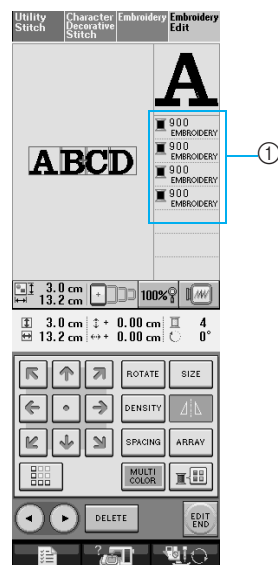 Utility Stitch
Character Decorative Stitch
Embroidery
Embroidery Edit
A
900
EMBROIDERY
900
EMBROIDERY
900
EMBROIDERY
900
EMBROIDERY
①
ABCD
3.0 cm
13.2 cm
100%
3.0 cm
+ 0.00 cm
4
13.2 cm
+ 0.00 cm
0°
ROTATE
SIZE
DENSITY
SPACING
ARRAY
MULTI COLOR
DELETE
EDIT END
?